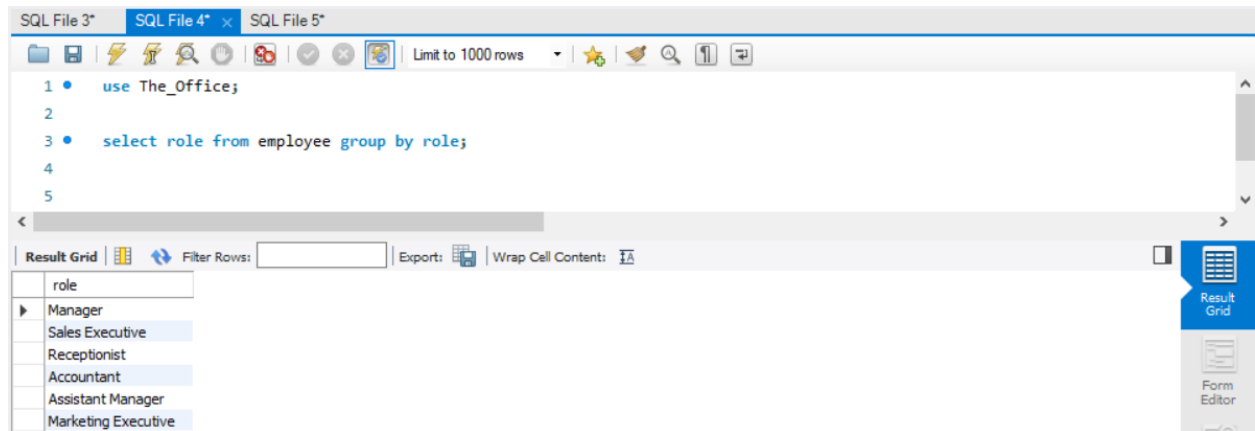 SQL File 3* SQL File 4* × SQL File 5*
Limit to 1000 rows
1 use The_Office;
2
3 select role from employee group by role;
4
5
Result Grid Filter Rows: Export: Wrap Cell Content: IA
role
Manager
Sales Executive
Receptionist
Accountant
Assistant Manager
Marketing Executive
Result
Grid
Form
Editor